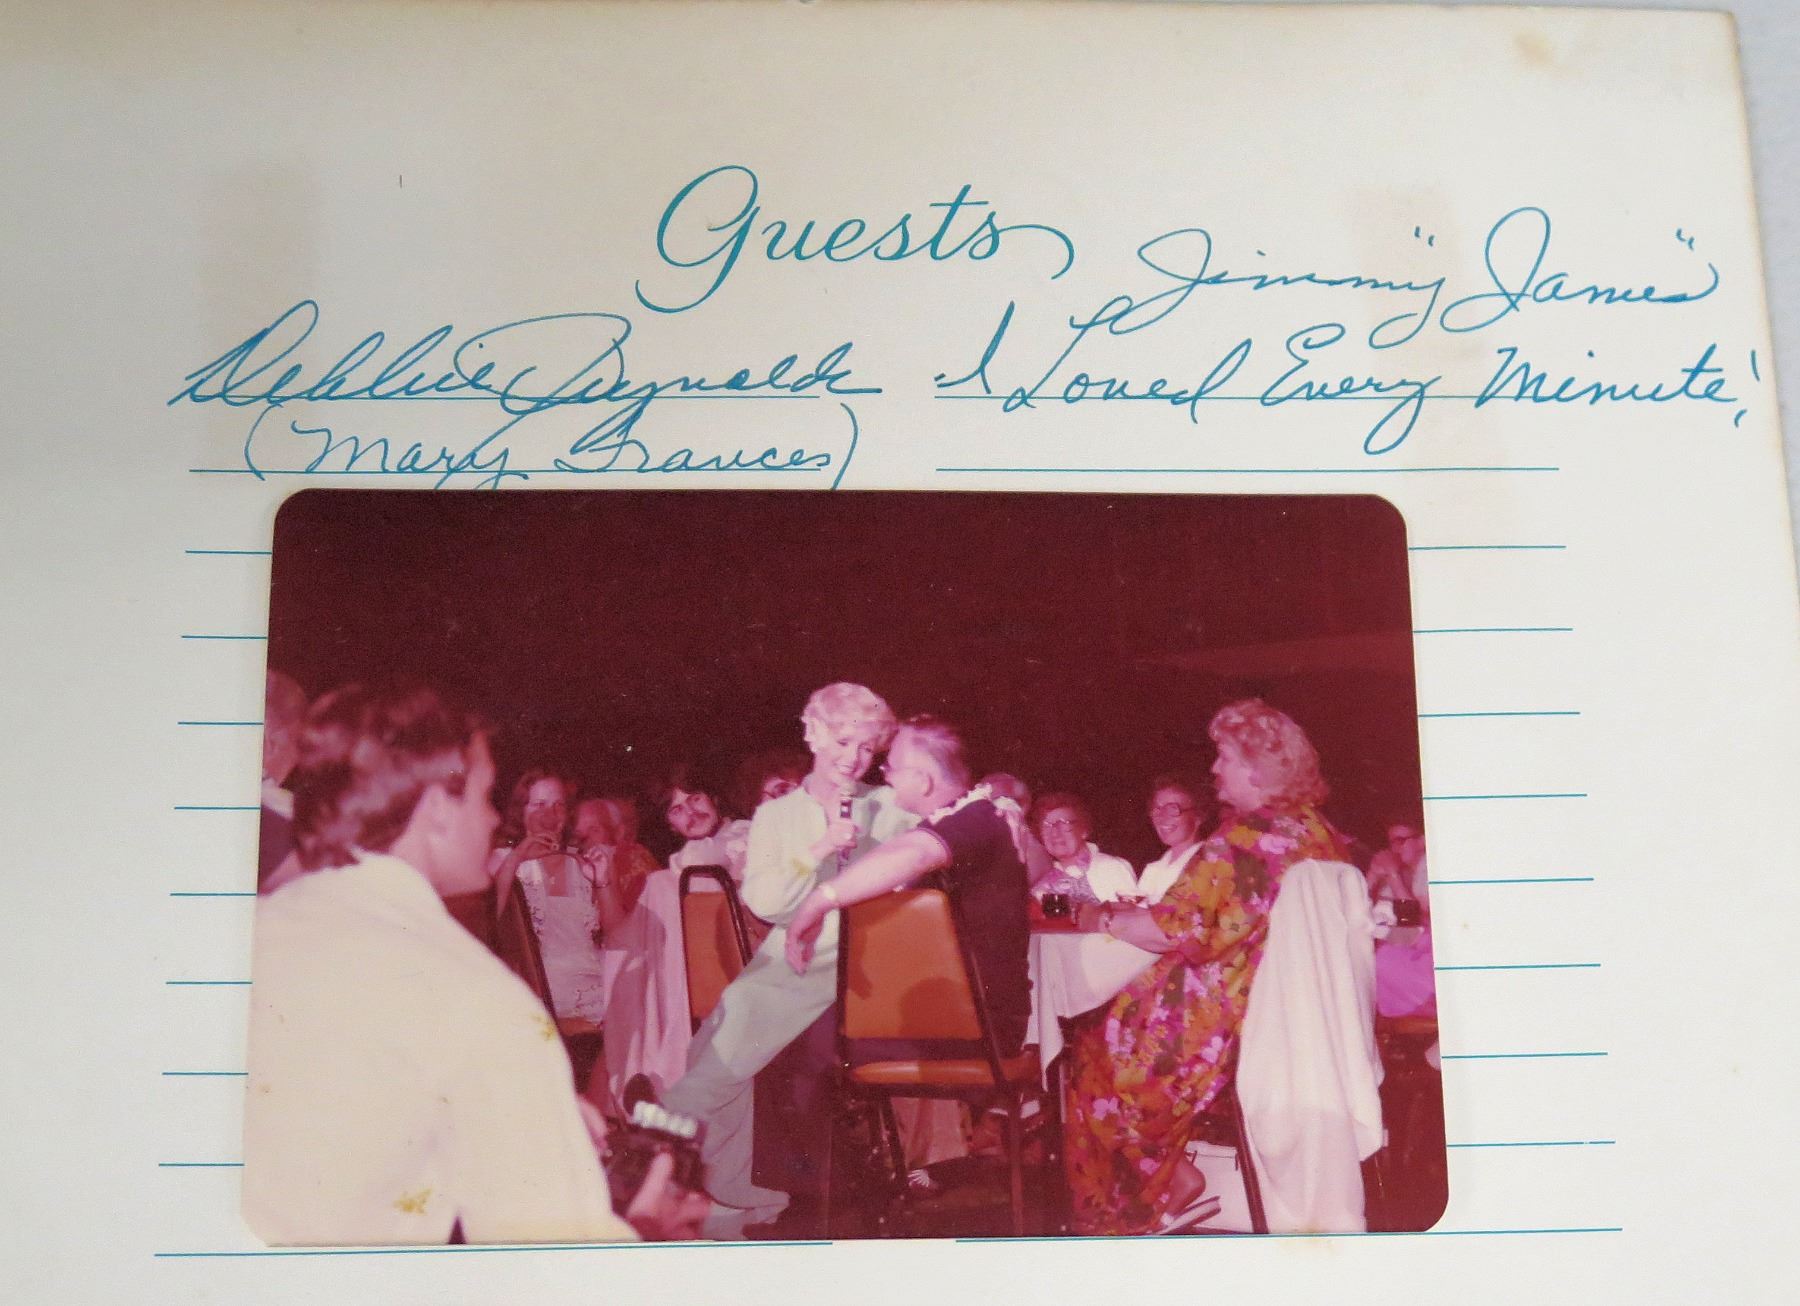 Guests
Jimmy" James"
Debbie Reynolds I Loved Every Minute!
(Mary Frances)